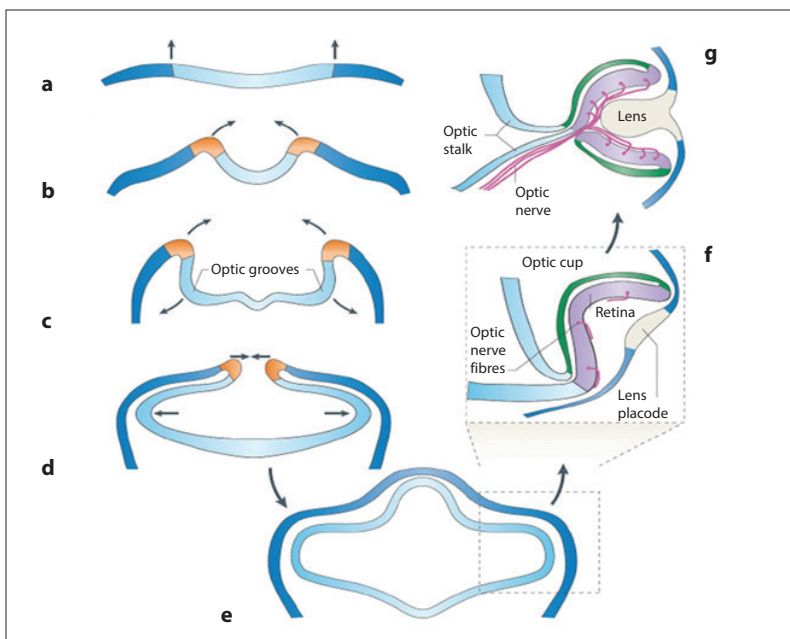 a
b
Optic grooves
c
d
e
g
Lens
Optic
stalk
Optic
nerve
f
Optic cup
Retina
Optic
nerve
fibres
Lens
placode